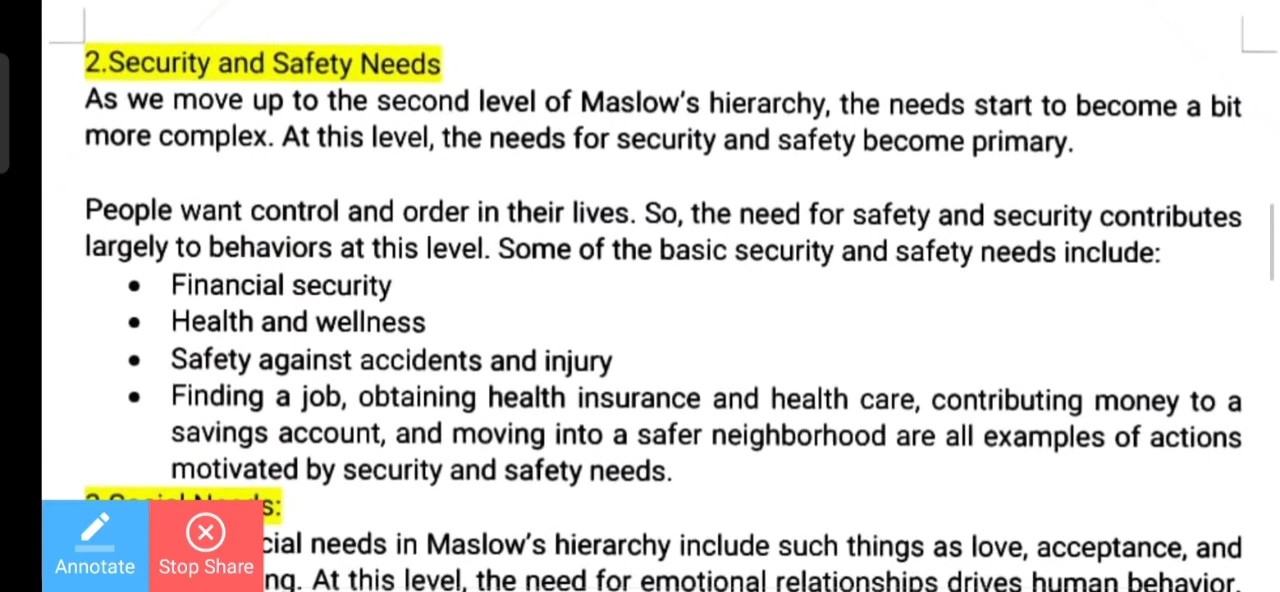 2.Security and Safety Needs
As we move up to the second level of Maslow's hierarchy, the needs start to become a bit
more complex. At this level, the needs for security and safety become primary.
People want control and order in their lives. So, the need for safety and security contributes
largely to behaviors at this level. Some of the basic security and safety needs include:
• Financial security
• Health and wellness
• Safety against accidents and injury
• Finding a job, obtaining health insurance and health care, contributing money to a
savings account, and moving into a safer neighborhood are all examples of actions
motivated by security and safety needs.
needs in Maslow's hierarchy include such things as love, acceptance, and
At this level, the need for emotional relationships drives human behavior.
Annotate
Stop Share